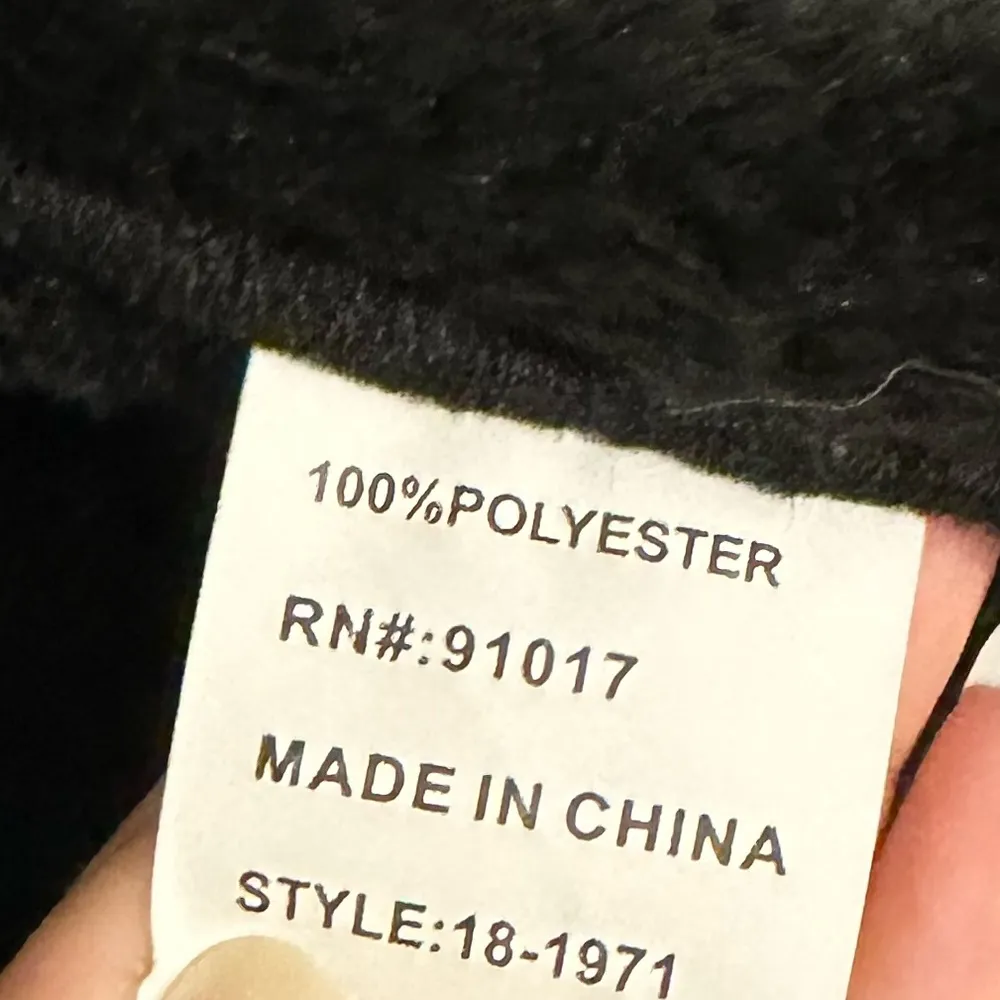 100%POLYESTER
RN#:91017
MADE IN CHINA
STYLE:18-1971